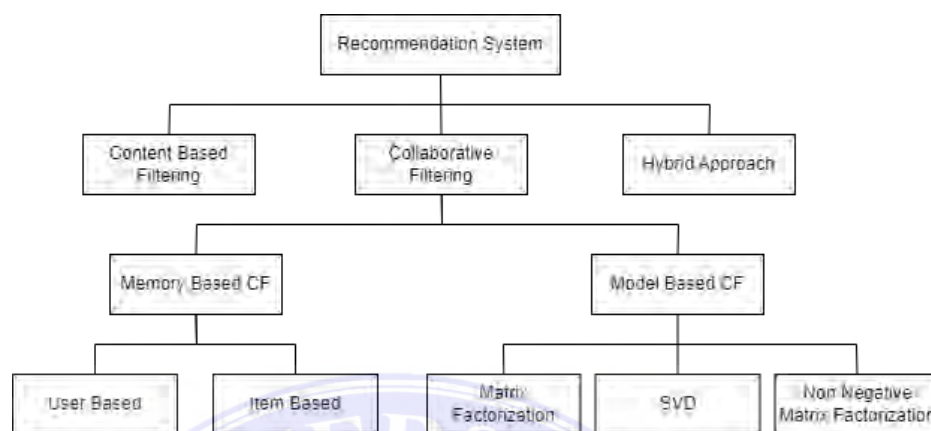 Recommendation System
Content Based
Filtering
Collaborative
Filtering
Hybrid Approach
Memory Based CF
Model Based CF
User Based
Item Based
Matrix
Factorization
SVD
Non Negative
Matrix Factorization